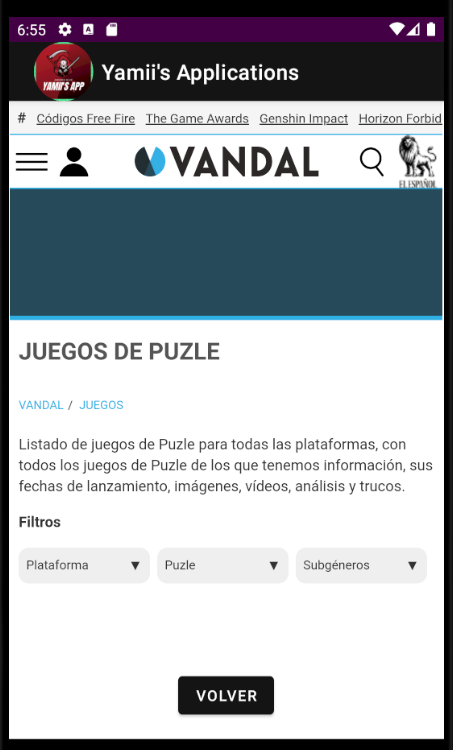 6:55
YAMII'S APP
Yamii's Applications
# Códigos Free Fire The Game Awards Genshin Impact Horizon Forbid
VANDAL
EL ESPAÑOL
JUEGOS DE PUZLE
VANDAL / JUEGOS
Listado de juegos de Puzle para todas las plataformas, con
todos los juegos de Puzle de los que tenemos información, sus
fechas de lanzamiento, imágenes, vídeos, análisis y trucos.
Filtros
Plataforma ▼ Puzle ▼ Subgéneros ▼
VOLVER